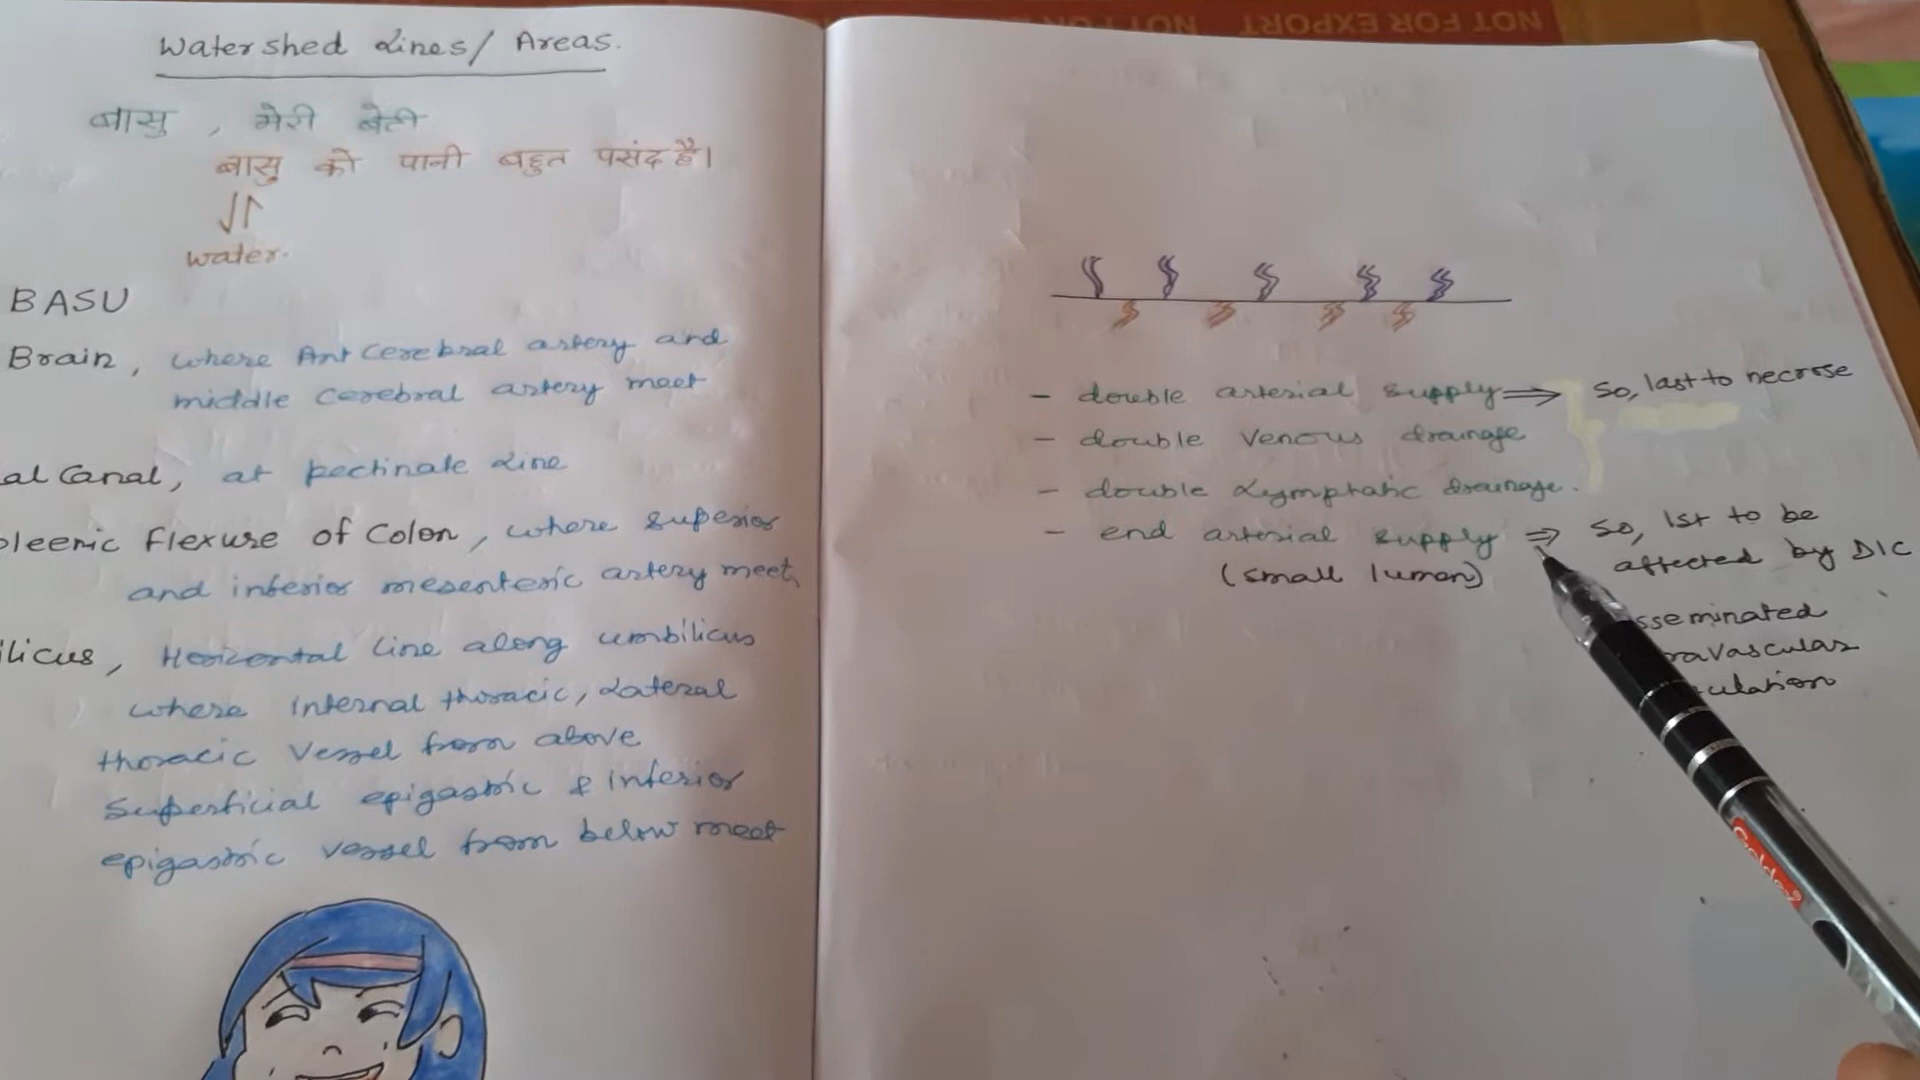 NOT FOR EXPORT
Watershed Lines/ Areas.
बासु , मेरी बेटी
बासु को पानी बहुत पसंद है।
water.
BASU
Brain, where Ant cerebral artery and
middle cerebral artery meet
al Canal, at pectinate Line
pleenic flexure of Colon, where superior
and inferior mesenteric artery meet
ilicus, Horizontal line along umbilicus
where internal thoracic, Lateral
thoracic vessel from above
Superficial epigastric & inferior
epigastric vessel from below meet
- double arterial supply ⇒ so, last to necrose
- double venous drainage
- double Lymphatic drainage.
- end arterial supply ⇒ so, 1st to be
(small lumen) affected by DIC
sseminated
ravascular
ulation